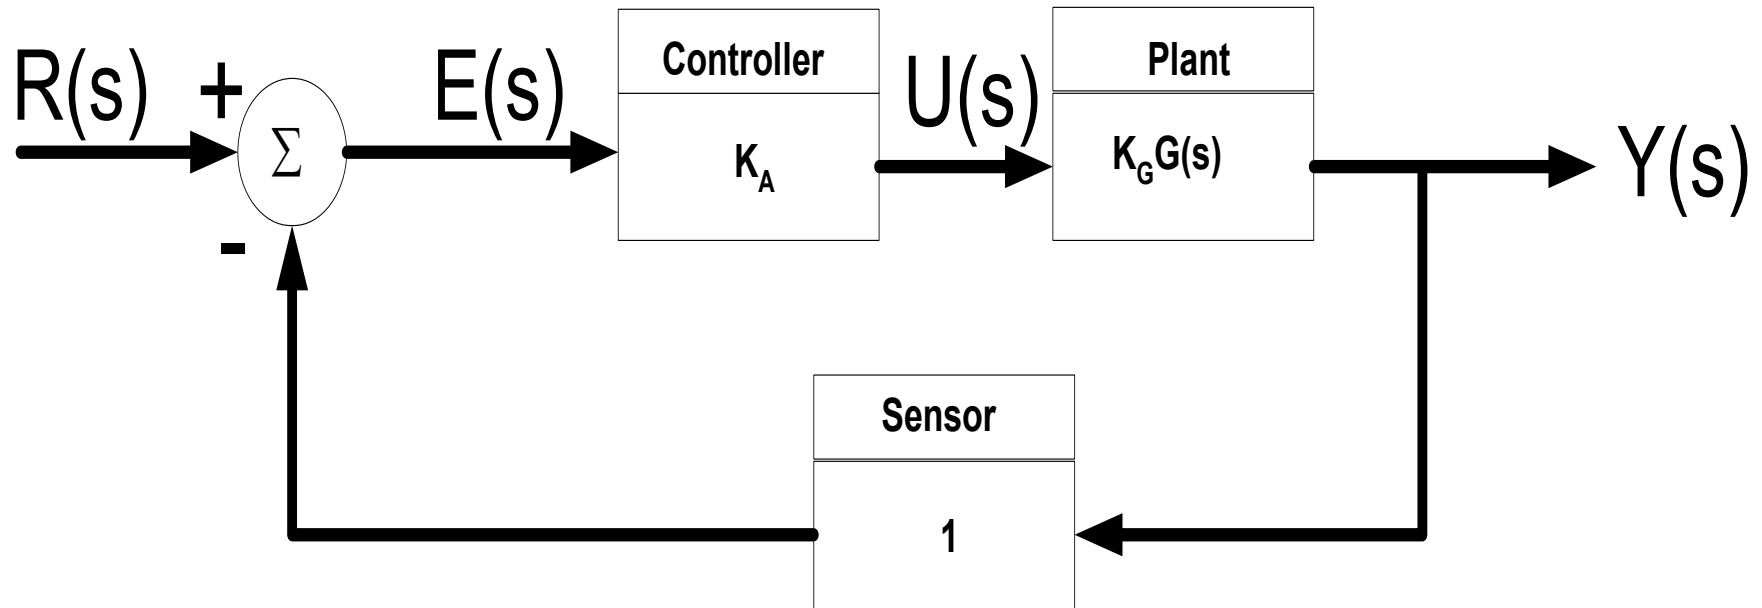 R(s)
+
Σ
-
E(s)
Controller
K_A
U(s)
Plant
K_GG(s)
Y(s)
Sensor
1